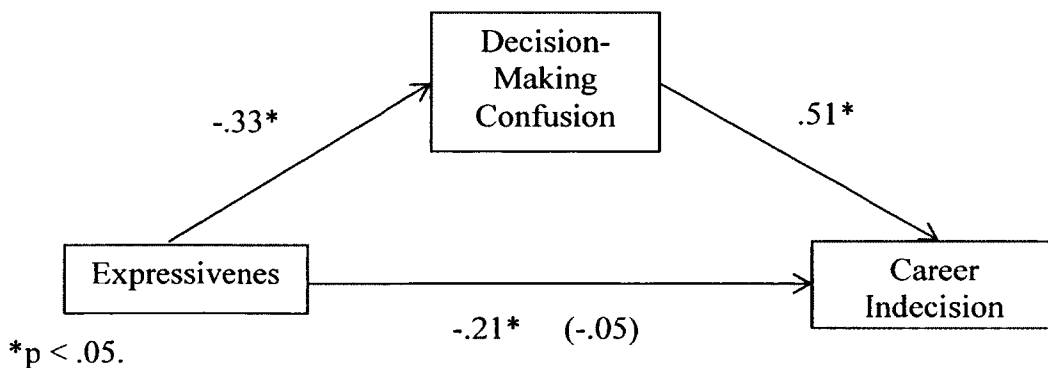 Decision-
Making
Confusion
-.33*
.51*
Expressivenes
Career
Indecision
-.21* (-.05)
*p < .05.